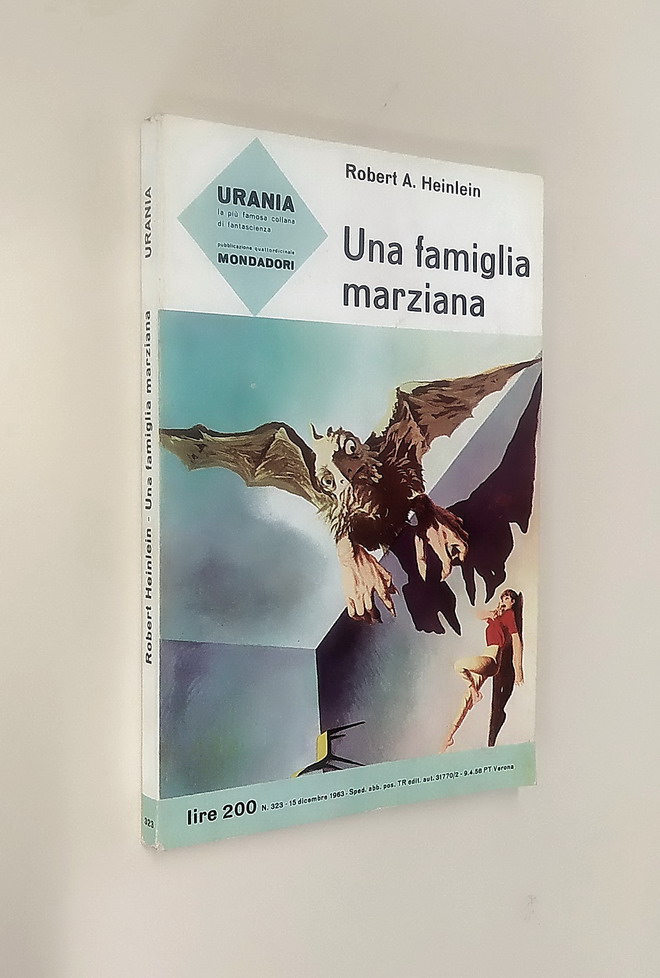 URANIA
la più famosa collana
di fantascienza
pubblicazione quattordicinale
MONDADORI
Robert A. Heinlein
Una famiglia
marziana
lire 200 N. 323 - 15 dicembre 1963 - Sped. abb. pos. TR edit. aut. 31770/2 - 9.4.58 PT Verona
323
Robert Heinlein - Una famiglia marziana
URANIA